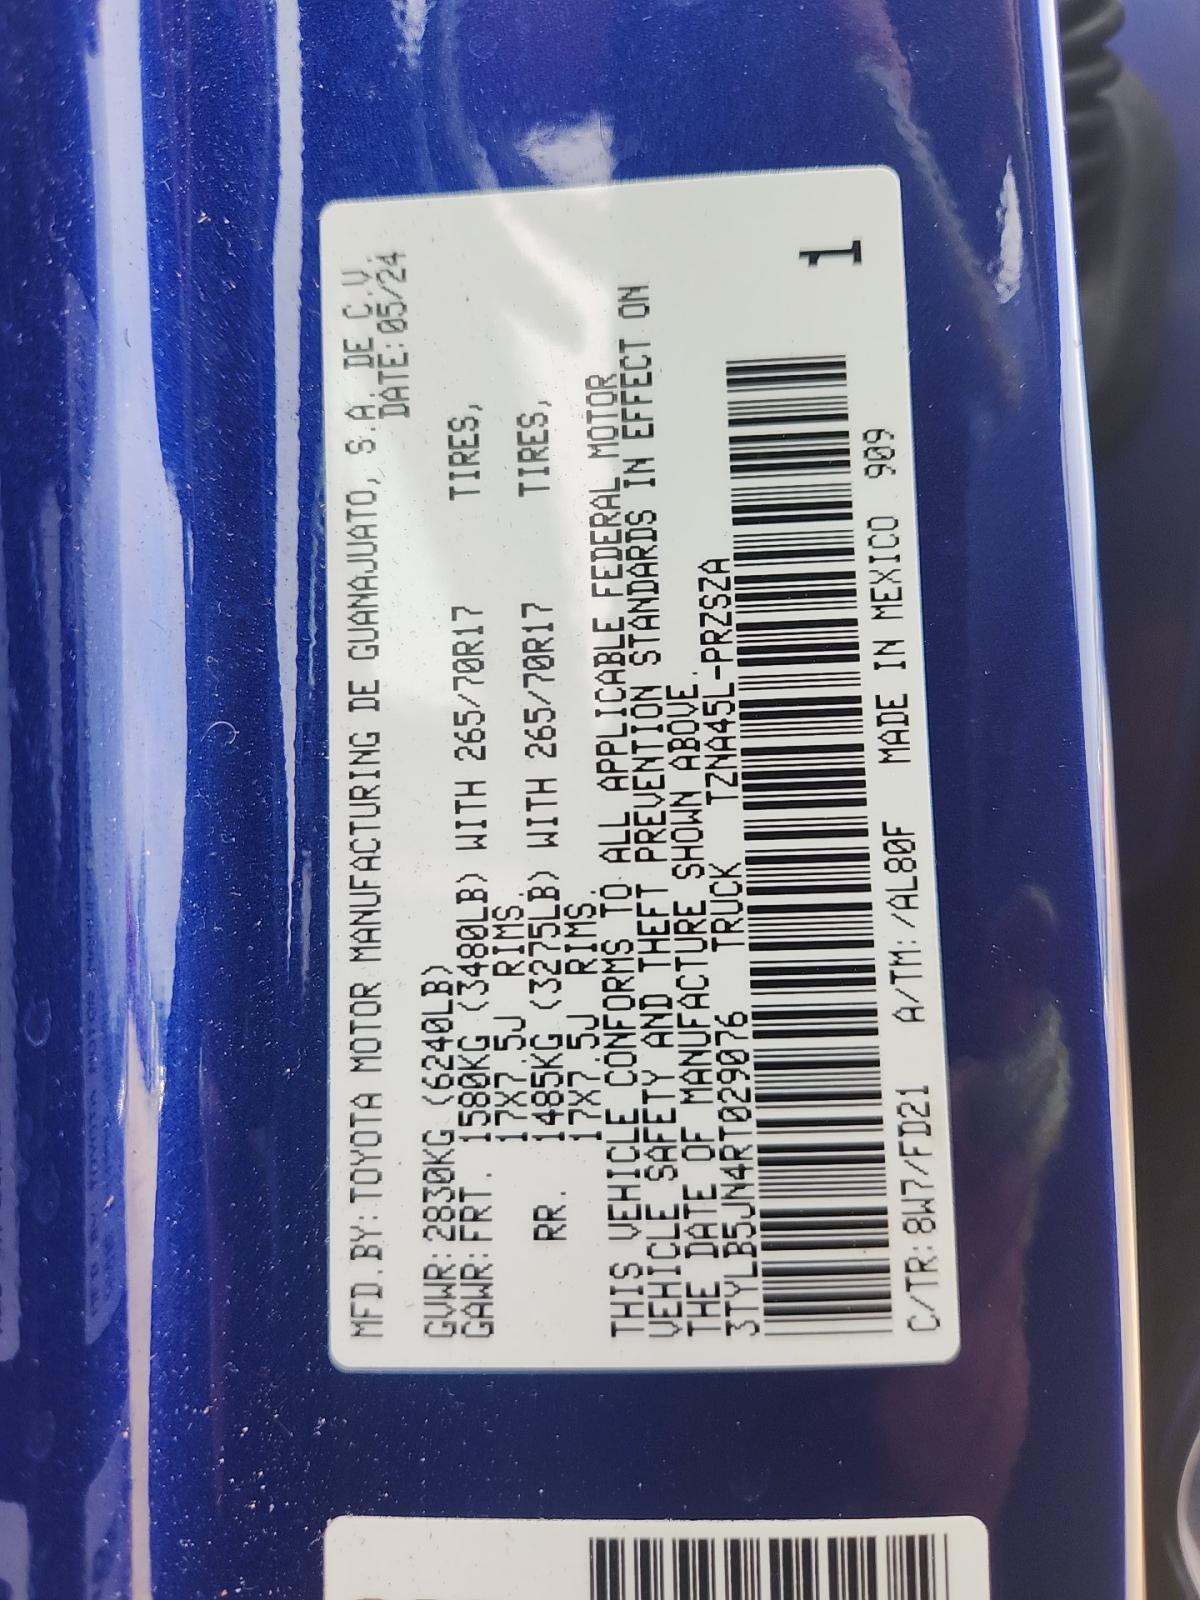 MFD.BY:TOYOTA MOTOR MANUFACTURING DE GUANAJUATO, S.A. DE C.V.
DATE:05/24
GVWR:2830KG (6240LB)
GAWR:FRT. 1580KG (3480LB) WITH 265/70R17 TIRES,
17X7.5J RIMS.
RR. 1485KG (3275LB) WITH 265/70R17 TIRES,
17X7.5J RIMS.
THIS VEHICLE CONFORMS TO ALL APPLICABLE FEDERAL MOTOR
VEHICLE SAFETY AND THEFT PREVENTION STANDARDS IN EFFECT ON
THE DATE OF MANUFACTURE SHOWN ABOVE.
3TYLB5JN4RT029076 TRUCK TZNA45L-PRZSZA
1
C/TR:8W7/FD21 A/TM:/AL80F MADE IN MEXICO 909